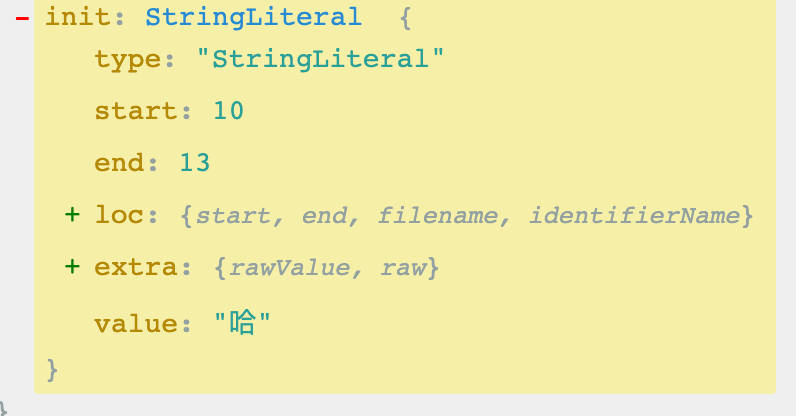 − init: StringLiteral {
type: "StringLiteral"
start: 10
end: 13
+ loc: {start, end, filename, identifierName}
+ extra: {rawValue, raw}
value: "哈"
}
}